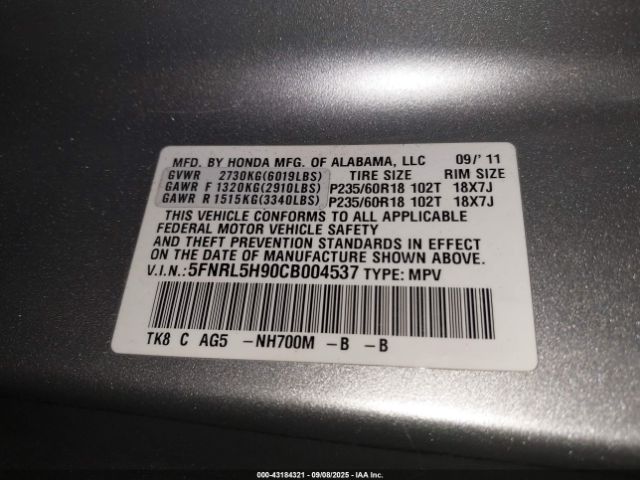 MFD. BY HONDA MFG. OF ALABAMA, LLC 09/' 11
GVWR 2730KG(6019LBS) TIRE SIZE RIM SIZE
GAWR F 1320KG(2910LBS) P235/60R18 102T 18X7J
GAWR R 1515KG(3340LBS) P235/60R18 102T 18X7J
THIS VEHICLE CONFORMS TO ALL APPLICABLE
FEDERAL MOTOR VEHICLE SAFETY
AND THEFT PREVENTION STANDARDS IN EFFECT
ON THE DATE OF MANUFACTURE SHOWN ABOVE.
V.I.N.: 5FNRL5H90CB004537 TYPE: MPV
TK8 C AG5 -NH700M -B -B
000-43184321 | 09/08/2025 | IAA Inc.